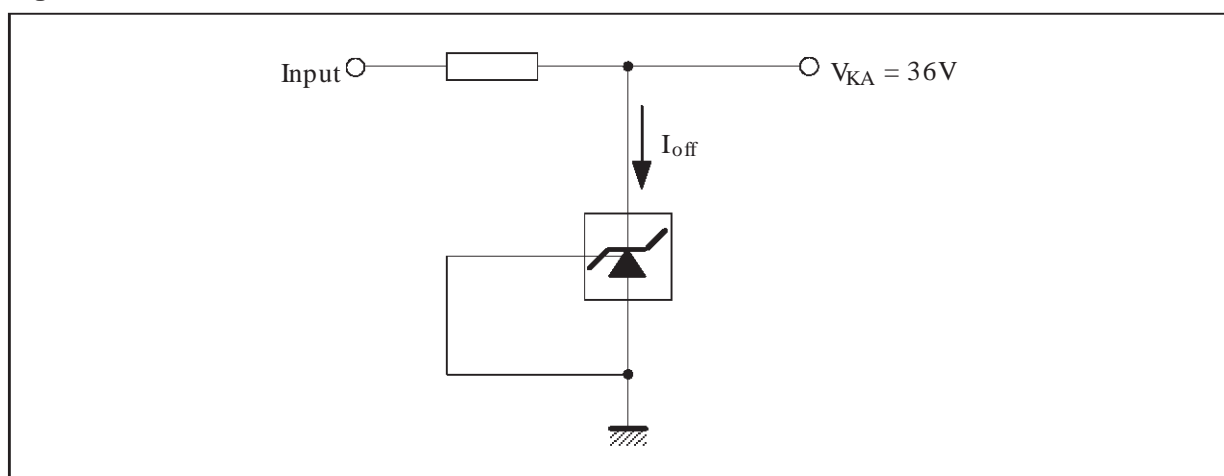 Input
V_KA = 36V
I_off